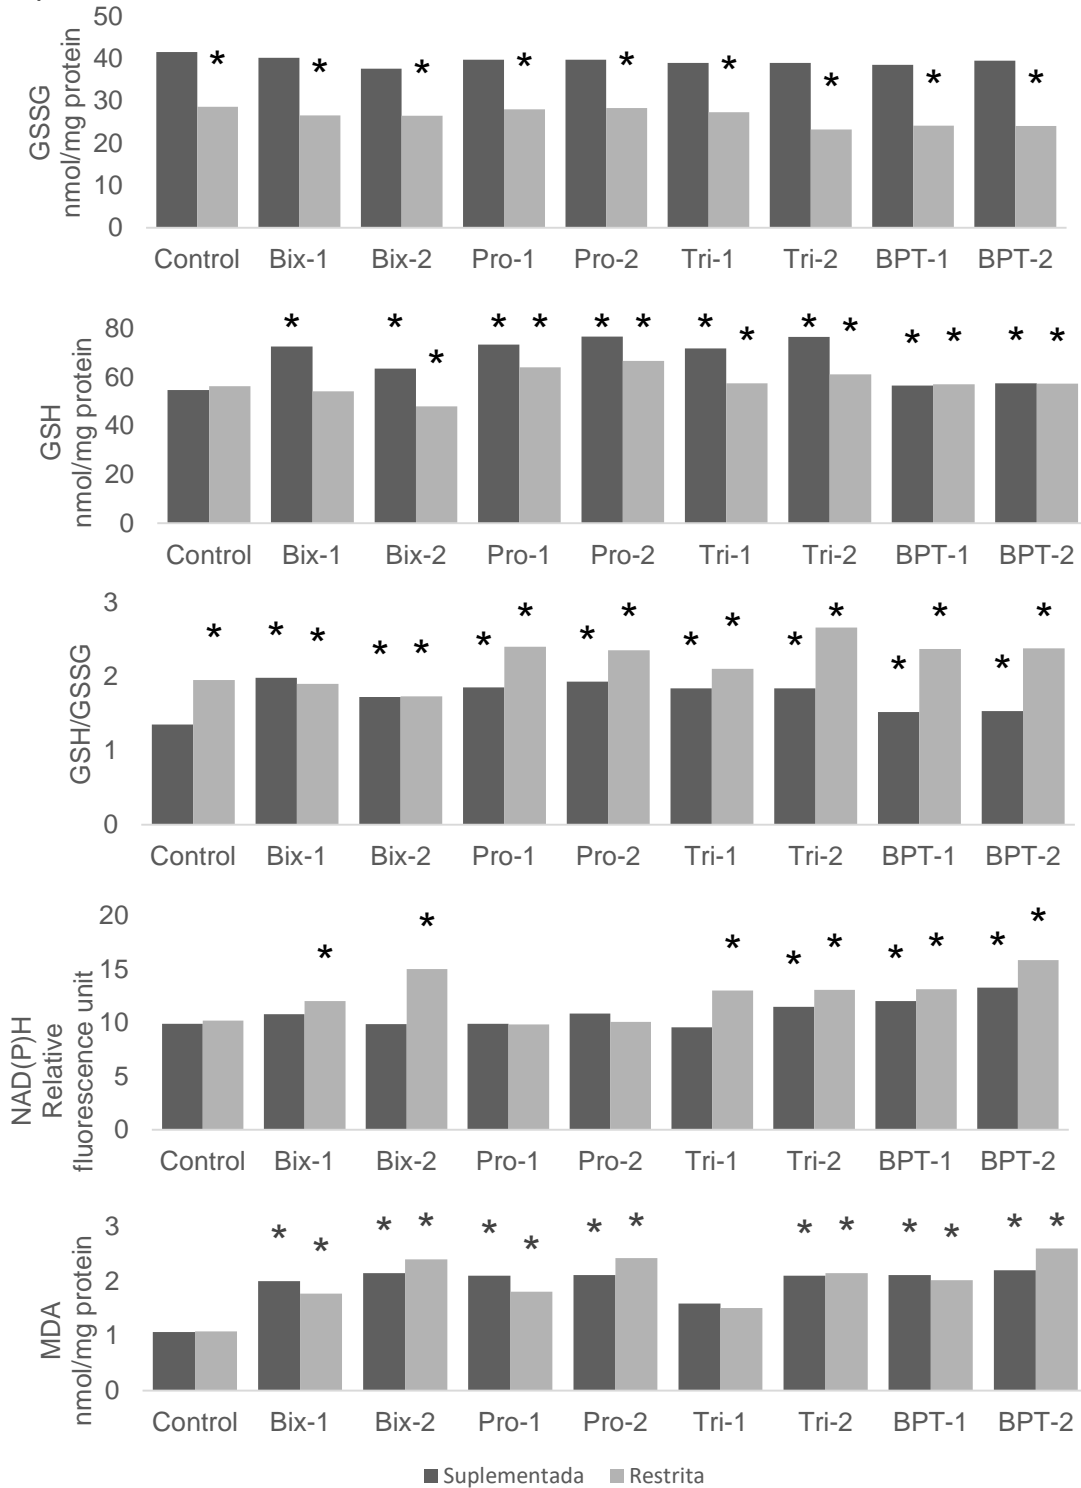 50
40
30
20
10
0
GSSG
nmol/mg protein
* * * * * * * * *
Control Bix-1 Bix-2 Pro-1 Pro-2 Tri-1 Tri-2 BPT-1 BPT-2
80
60
40
20
0
GSH
nmol/mg protein
* * * * * * * * * * * * * * *
Control Bix-1 Bix-2 Pro-1 Pro-2 Tri-1 Tri-2 BPT-1 BPT-2
3
2
1
0
GSH/GSSG
* * * * * * * * * * * * * * * * *
Control Bix-1 Bix-2 Pro-1 Pro-2 Tri-1 Tri-2 BPT-1 BPT-2
20
15
10
5
0
NAD(P)H
Relative
fluorescence unit
* * * * * * * * *
Control Bix-1 Bix-2 Pro-1 Pro-2 Tri-1 Tri-2 BPT-1 BPT-2
3
2
1
0
MDA
nmol/mg protein
* * * * * * * * * * * * * *
Control Bix-1 Bix-2 Pro-1 Pro-2 Tri-1 Tri-2 BPT-1 BPT-2
Suplementada Restrita